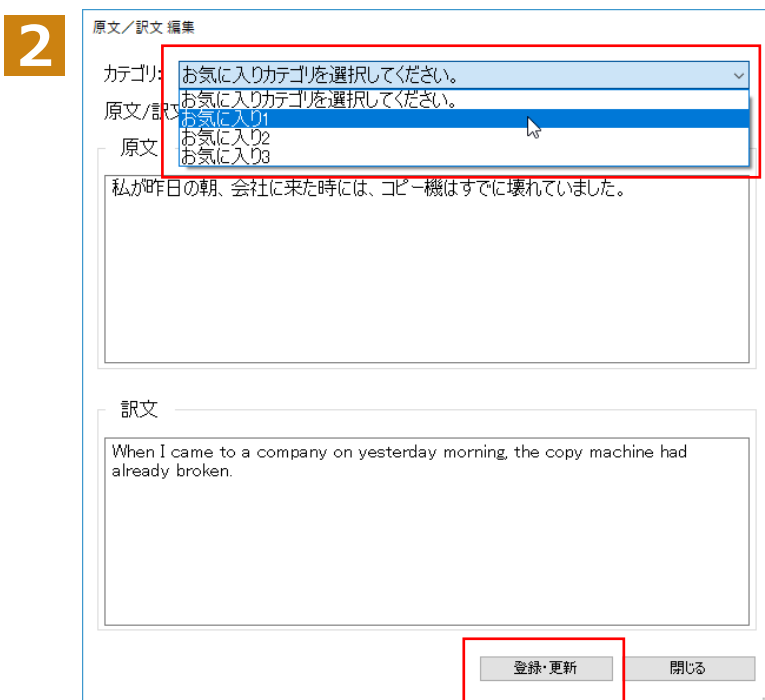 2
原文／訳文 編集
カテゴリ:
お気に入りカテゴリを選択してください。
お気に入りカテゴリを選択してください。
お気に入り1
お気に入り2
お気に入り3
原文/訳文
原文
私が昨日の朝、会社に来た時には、コピー機はすでに壊れていました。
訳文
When I came to a company on yesterday morning, the copy machine had
already broken.
登録・更新
閉じる